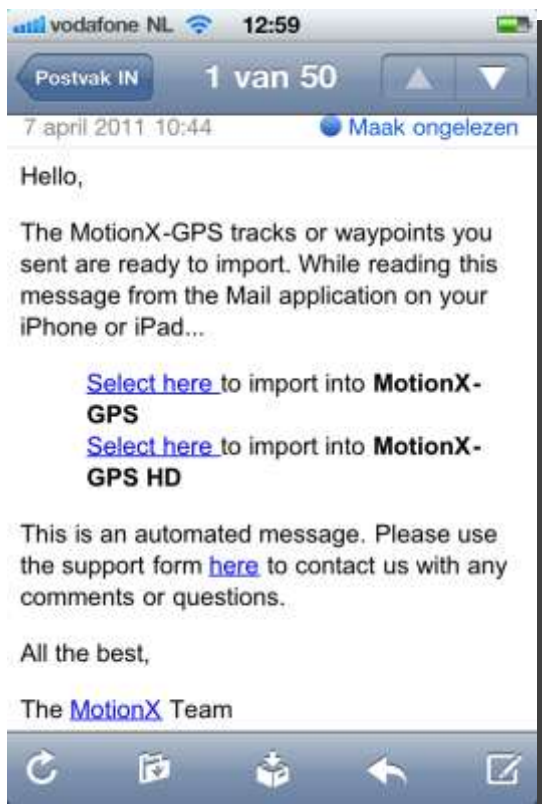 vodafone NL 12:59
Postvak IN 1 van 50
7 april 2011 10:44 Maak ongelezen
Hello,
The MotionX-GPS tracks or waypoints you
sent are ready to import. While reading this
message from the Mail application on your
iPhone or iPad...
Select here to import into MotionX-
GPS
Select here to import into MotionX-
GPS HD
This is an automated message. Please use
the support form here to contact us with any
comments or questions.
All the best,
The MotionX Team